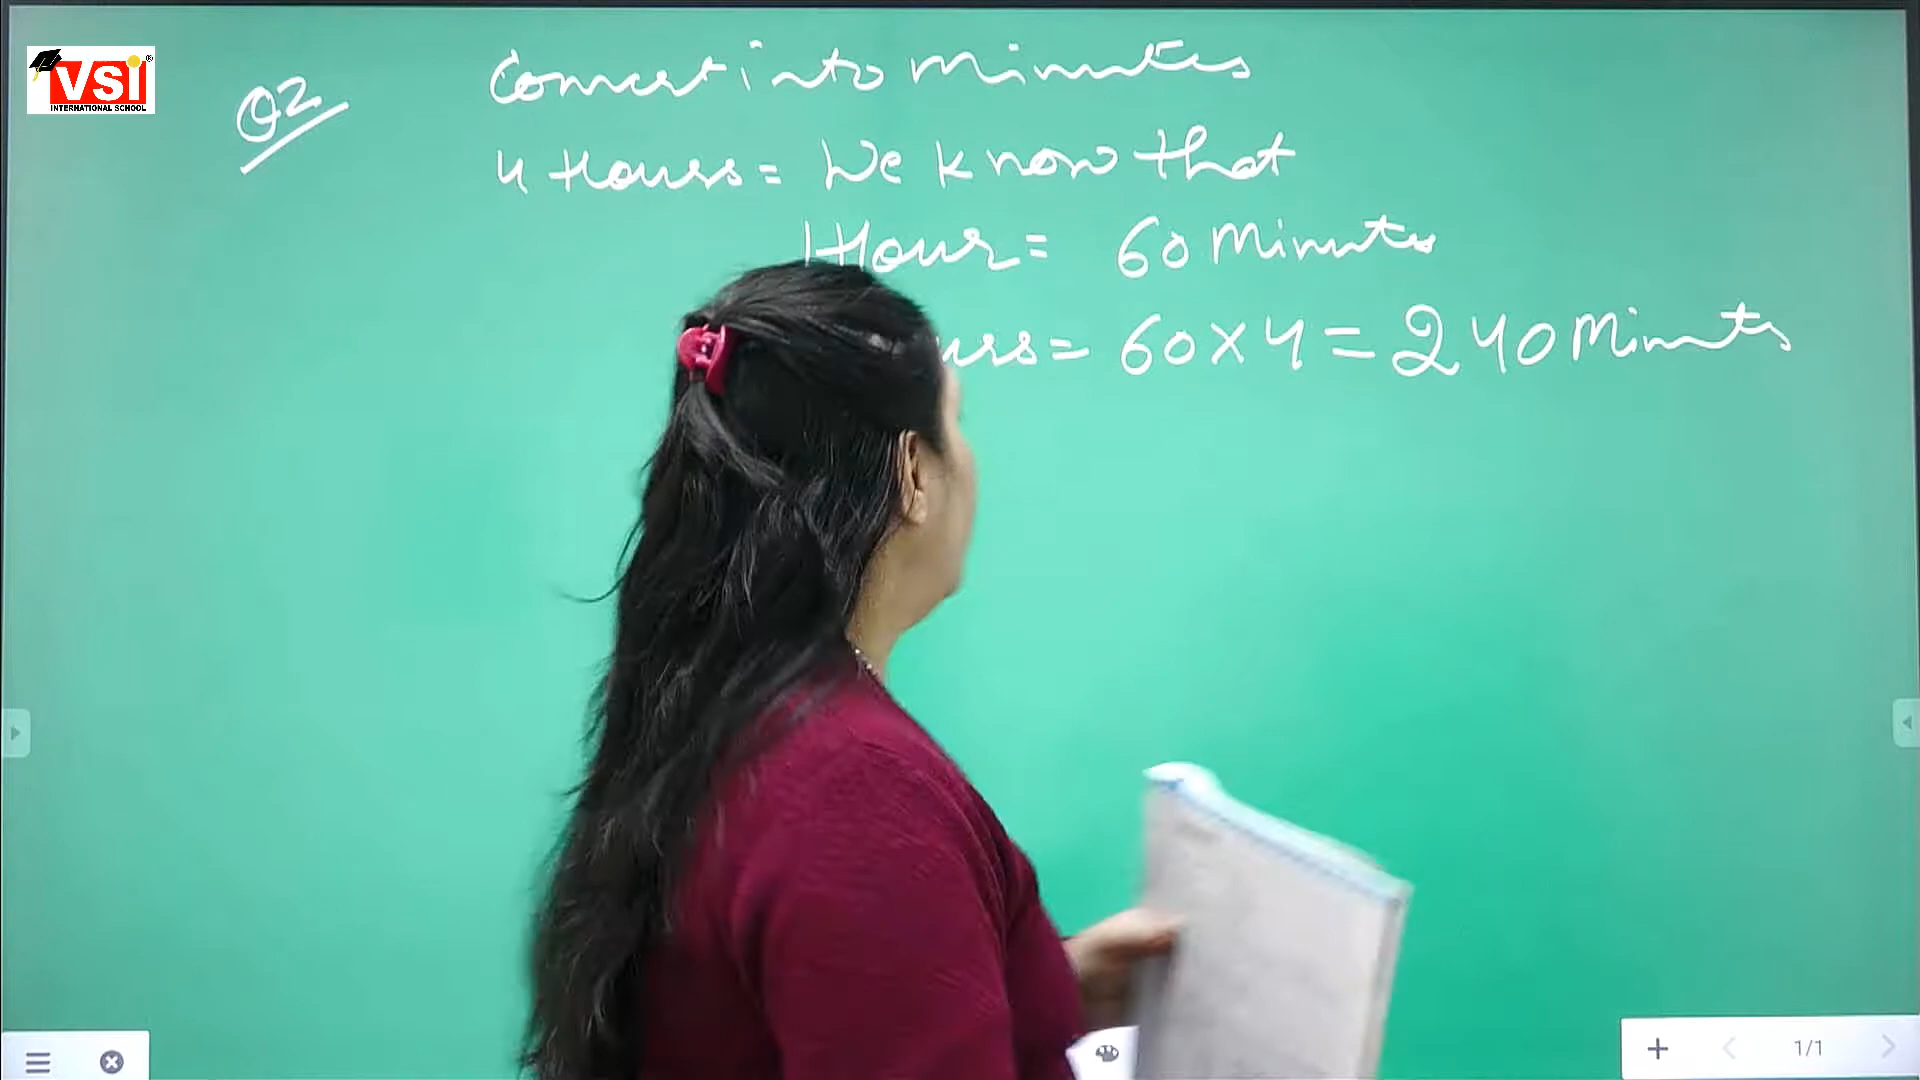 VSI
INTERNATIONAL SCHOOL
Q2
Convert into Minutes
4 Hours = We know that
1 Hour = 60 Minutes
= 60 × 4 = 240 Minuts
1/1